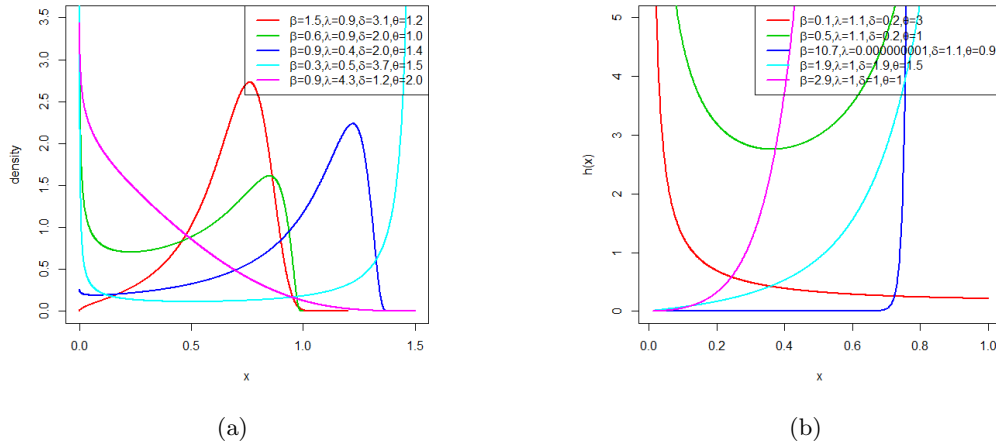 β=1.5,λ=0.9,δ=3.1,θ=1.2
β=0.6,λ=0.9,δ=2.0,θ=1.0
β=0.9,λ=0.4,δ=2.0,θ=1.4
β=0.3,λ=0.5,δ=3.7,θ=1.5
β=0.9,λ=4.3,δ=1.2,θ=2.0
density
0.0 0.5 1.0 1.5 2.0 2.5 3.0 3.5
0.0 0.5 1.0 1.5
x
(a)
β=0.1,λ=1.1,δ=0.2,θ=3
β=0.5,λ=1.1,δ=0.2,θ=1
β=10.7,λ=0.000000001,δ=1.1,θ=0.9
β=1.9,λ=1,δ=1.9,θ=1.5
β=2.9,λ=1,δ=1,θ=1
h(x)
0 1 2 3 4 5
0.0 0.2 0.4 0.6 0.8 1.0
x
(b)